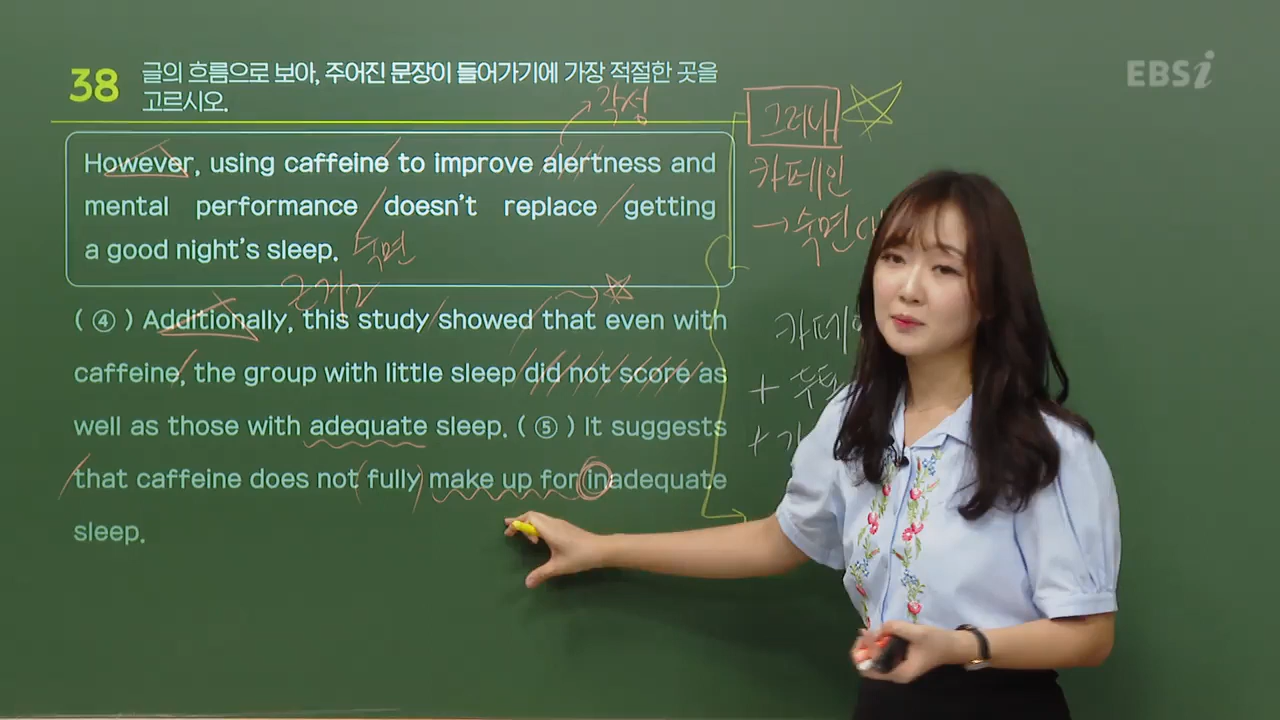 38
글의 흐름으로 보아, 주어진 문장이 들어가기에 가장 적절한 곳을
고르시오.
EBSi
각성
However, using caffeine to improve alertness and
mental performance doesn't replace getting
a good night's sleep. 수면
그러나
카페인
→수면
근거2
( ④ ) Additionally, this study showed that even with
caffeine, the group with little sleep did not score as
well as those with adequate sleep. ( ⑤ ) It suggests
that caffeine does not (fully) make up for inadequate
sleep.
카페
+
+